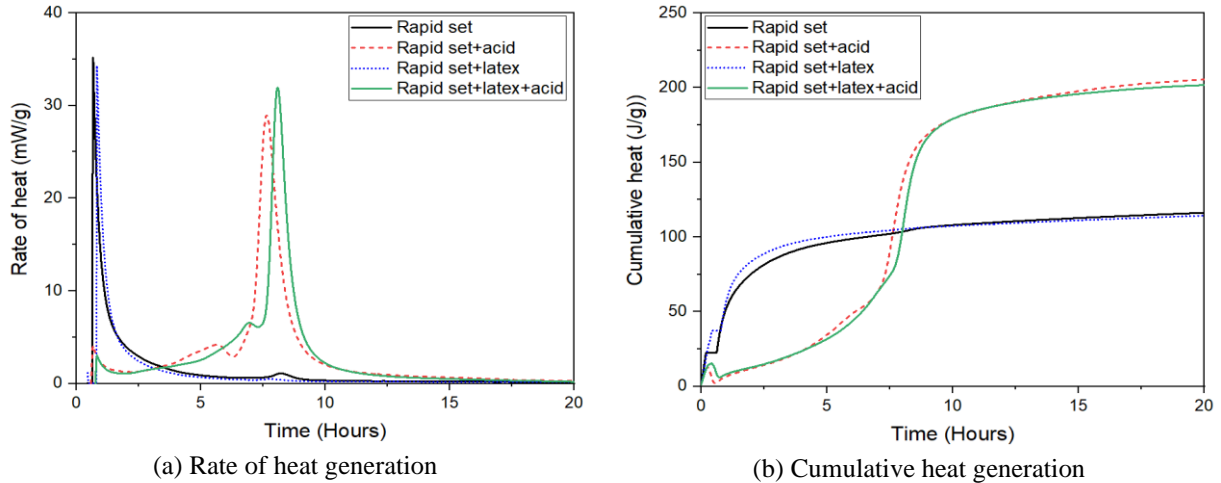 Rate of heat (mW/g)
40
30
20
10
0
Rapid set
Rapid set+acid
Rapid set+latex
Rapid set+latex+acid
0 5 10 15 20
Time (Hours)
(a) Rate of heat generation
Cumulative heat (J/g))
250
200
150
100
50
0
Rapid set
Rapid set+acid
Rapid set+latex
Rapid set+latex+acid
0 5 10 15 20
Time (Hours)
(b) Cumulative heat generation